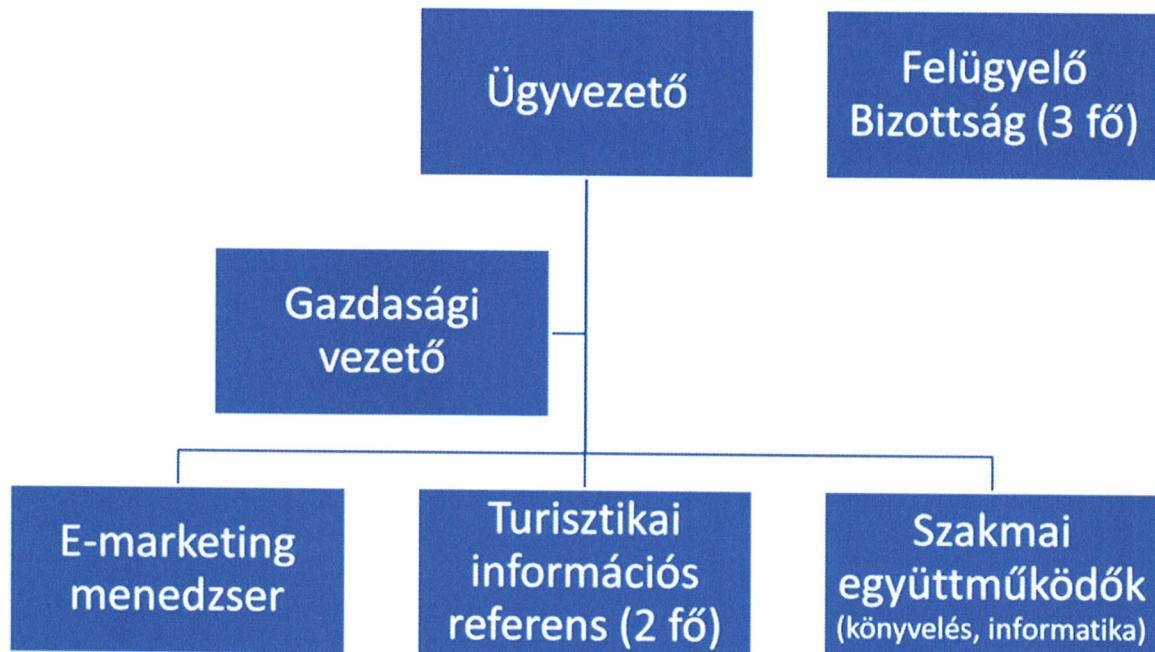 Ügyvezető
Felügyelő
Bizottság (3 fő)
Gazdasági
vezető
E-marketing
menedzser
Turisztikai
információs
referens (2 fő)
Szakmai
együttműködők
(könyvelés, informatika)